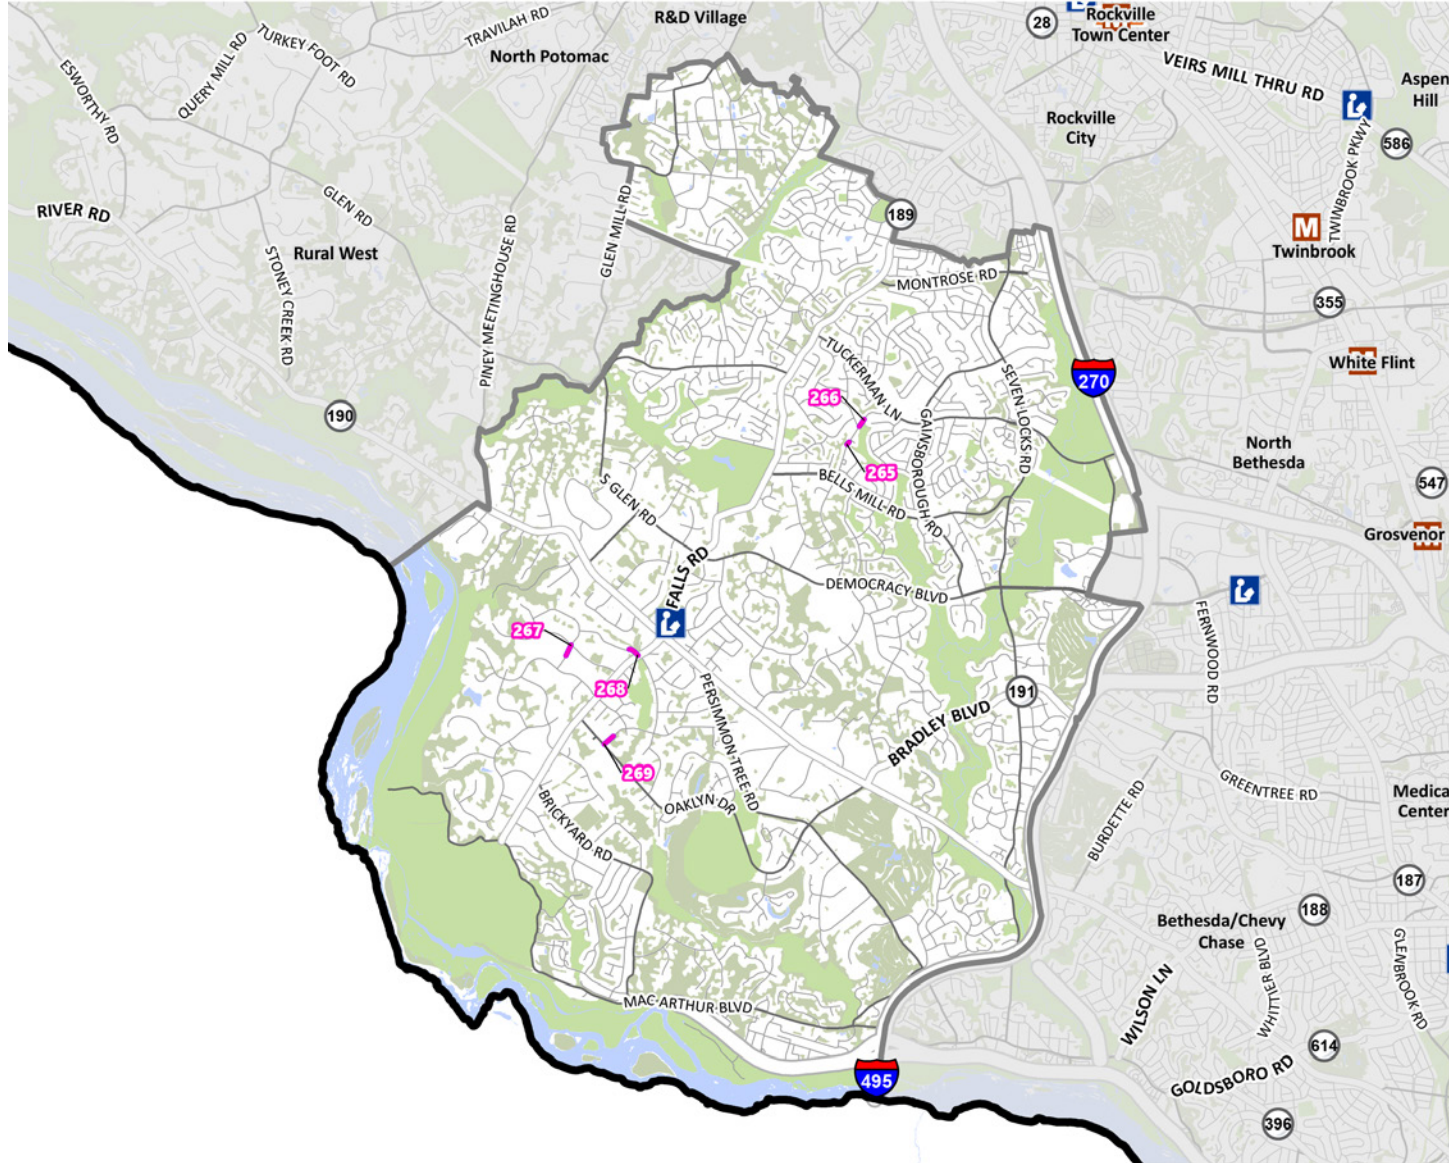 R&D Village
TRAVILAH RD
North Potomac
TURKEY FOOT RD
QUERY MILL RD
ESWORTHY RD
28
Rockville
Town Center
VEIRS MILL THRU RD
Aspen
Hill
Rockville
City
586
TWINBROOK PKWY
RIVER RD
GLEN RD
Rural West
STONEY CREEK RD
PINEY MEETINGHOUSE RD
GLEN MILL RD
189
M
Twinbrook
MONTROSE RD
355
White Flint
190
270
TUCKERMAN LN
SEVEN LOCKS RD
GAINSBOROUGH RD
266
265
BELLS MILL RD
North
Bethesda
547
Grosvenor
S GLEN RD
FALLS RD
DEMOCRACY BLVD
FERNWOOD RD
267
268
PERSIMMON TREE RD
191
BRADLEY BLVD
269
OAKLYN DR
BRICKYARD RD
GREENTREE RD
BURDETTE RD
Medica
Center
187
188
Bethesda/Chevy
Chase
WHITTIER BLVD
GLENBROOK RD
WILSON LN
MAC ARTHUR BLVD
495
614
GOLDSBORO RD
396